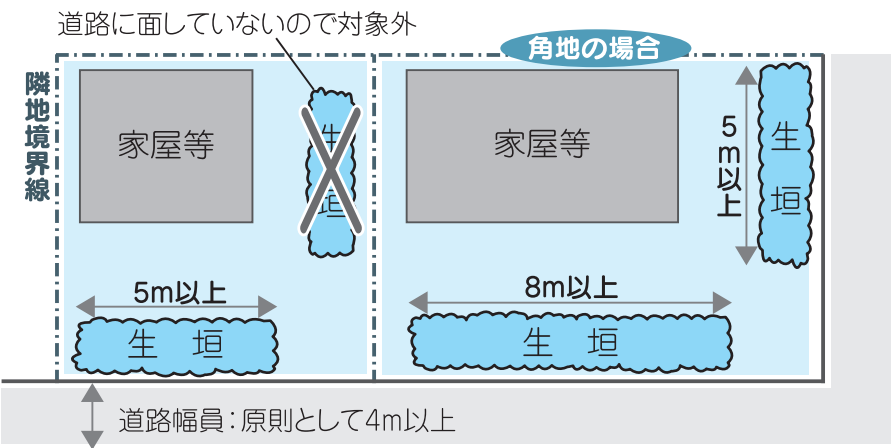 道路に面していないので対象外
角地の場合
隣地境界線
家屋等
生垣
家屋等
5m以上
生垣
5m以上
生垣
8m以上
生垣
道路幅員：原則として4m以上